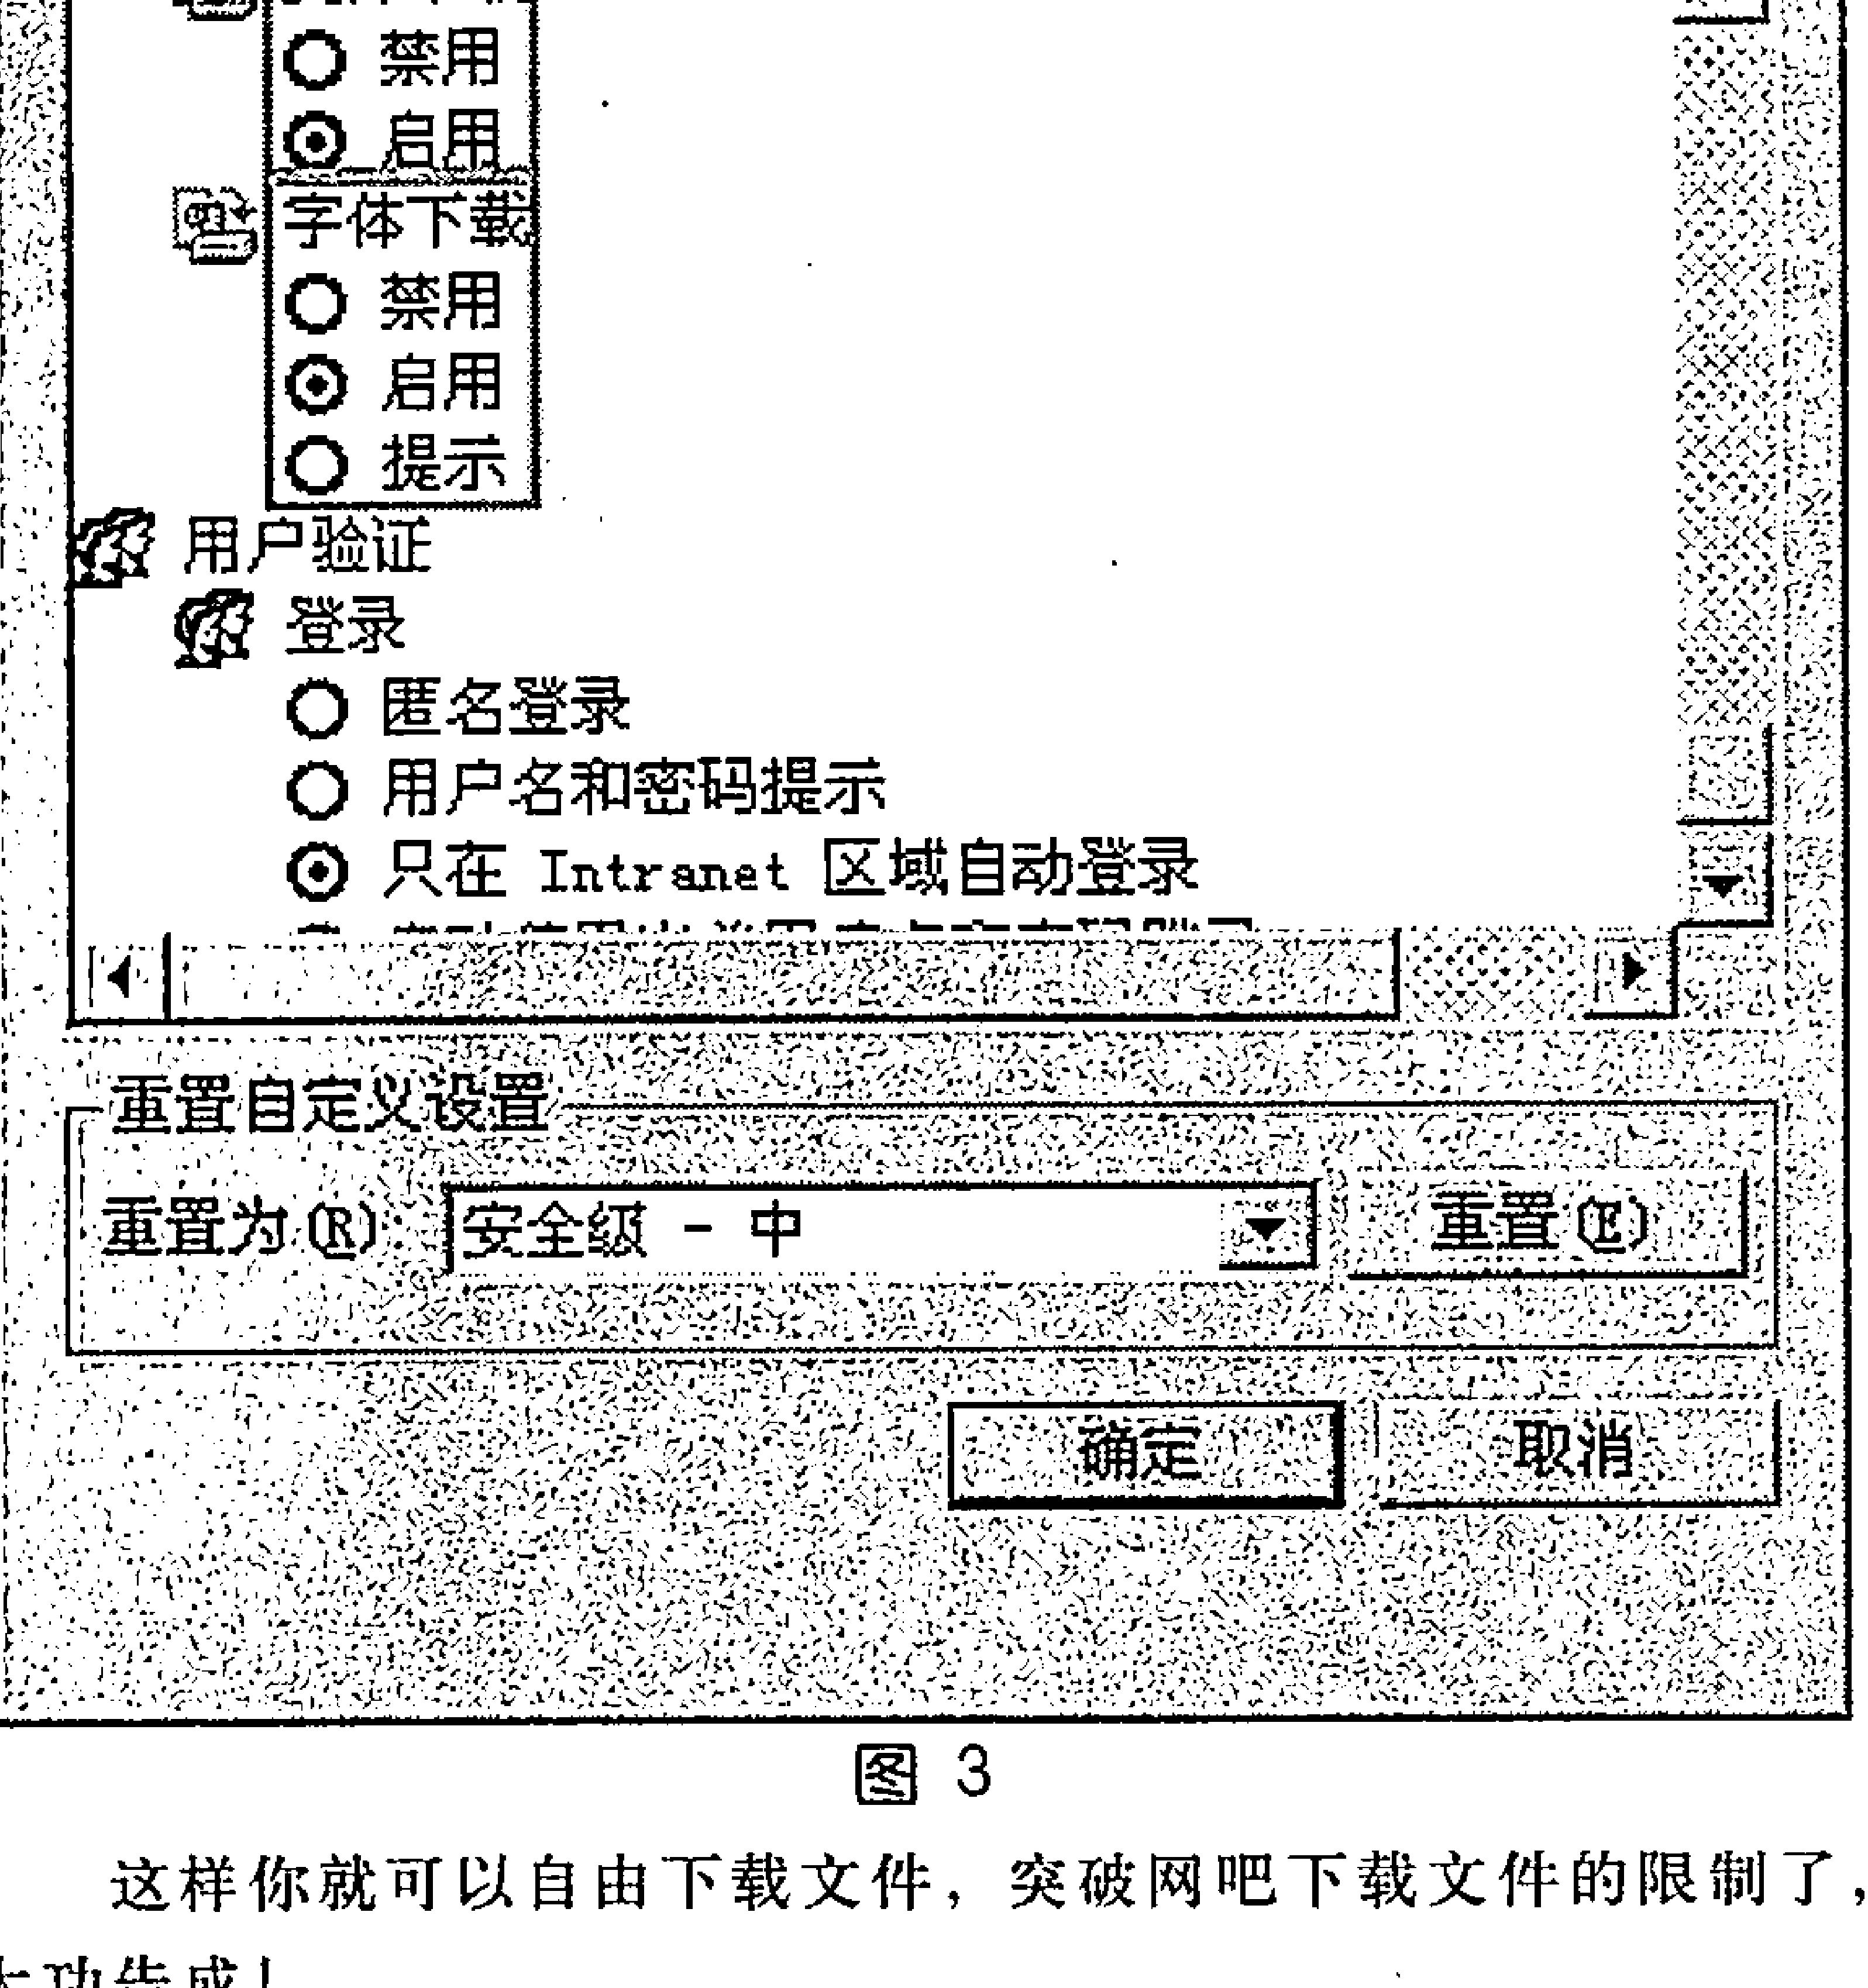 禁用
启用
字体下载
禁用
启用
提示
用户验证
登录
匿名登录
用户名和密码提示
只在 Intranet 区域自动登录
重置自定义设置
重置为(R) 安全级 - 中 重置(E)
确定 取消
图 3
这样你就可以自由下载文件，突破网吧下载文件的限制了，
大功告成！